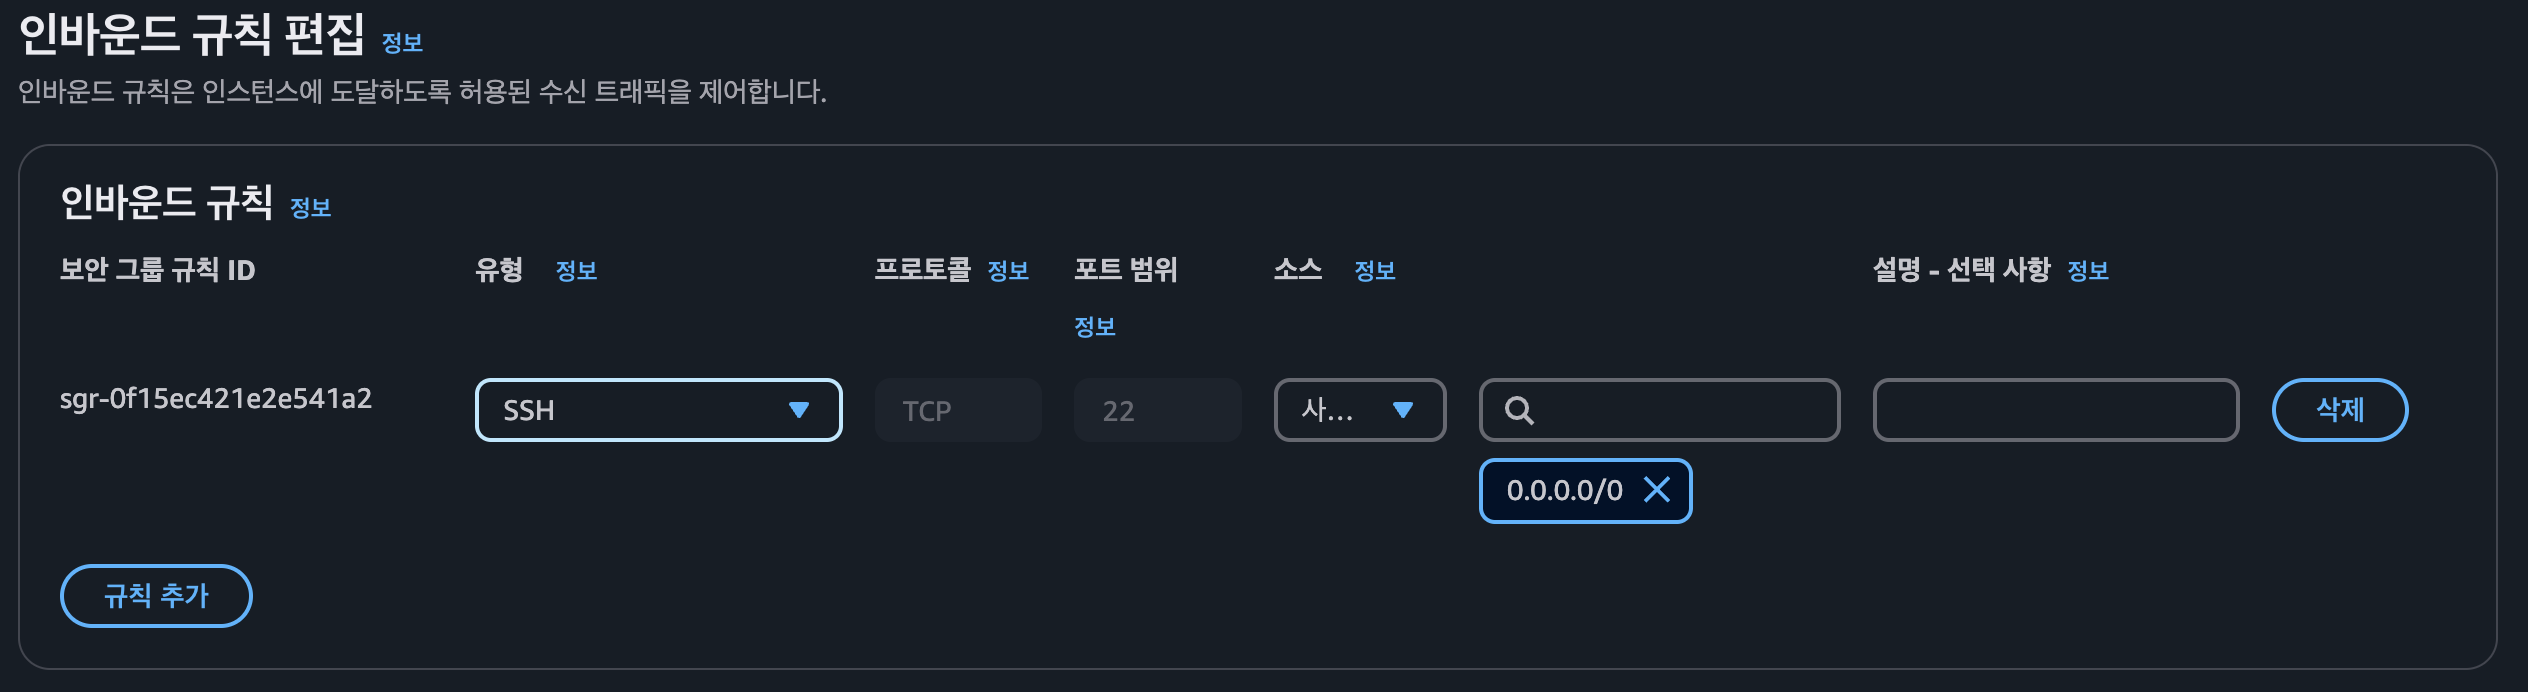 인바운드 규칙 편집 정보
인바운드 규칙은 인스턴스에 도달하도록 허용된 수신 트래픽을 제어합니다.
인바운드 규칙 정보
보안 그룹 규칙 ID 유형 정보 프로토콜 정보 포트 범위 정보 소스 정보 설명 - 선택 사항 정보
sgr-0f15ec421e2e541a2 SSH TCP 22 사... 삭제
0.0.0.0/0
규칙 추가